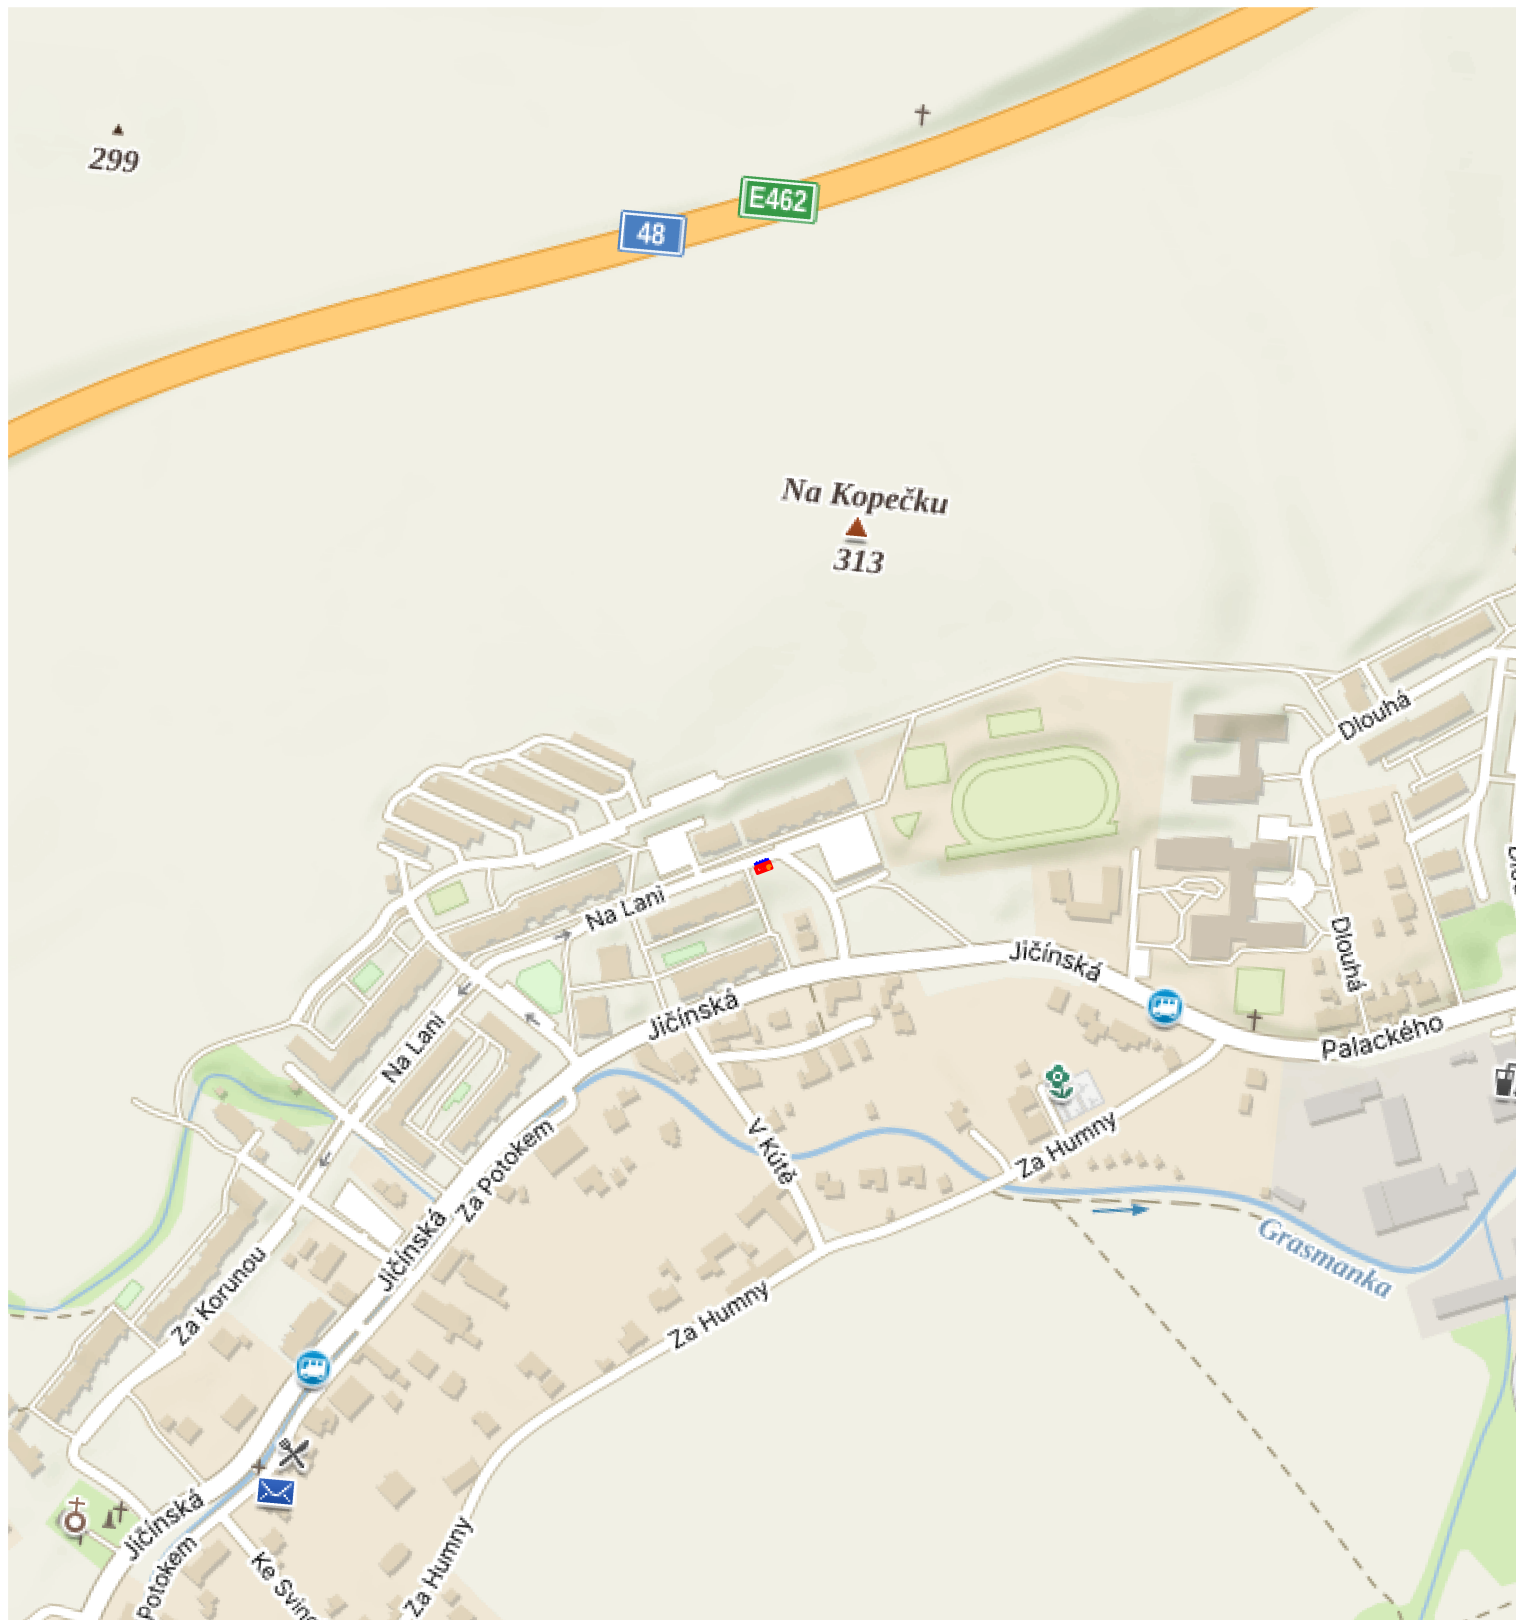 299
E462
48
Na Kopečku
313
Dlouhá
Na Lani
Dlouhá
Jičínská
Jičínská
Palackého
Na Lani
V Kútě
Za Humny
Za Potokem
Jičínská
Grasmanka
Za Korunou
Za Humny
Jičínská
Potokem
Za Humny